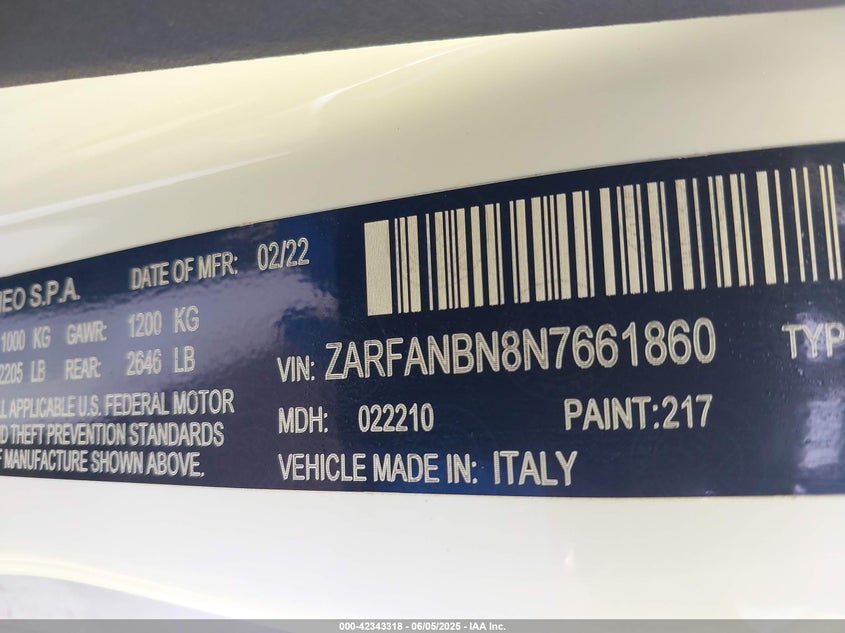 MEO S.P.A. DATE OF MFR: 02/22
1000 KG GAWR: 1200 KG
2205 LB REAR: 2646 LB
APPLICABLE U.S. FEDERAL MOTOR
THEFT PREVENTION STANDARDS
MANUFACTURE SHOWN ABOVE.
VIN: ZARFANBN8N7661860 TYP
MDH: 022210 PAINT:217
VEHICLE MADE IN: ITALY
000-42343318 | 06/05/2025 - IAA Inc.